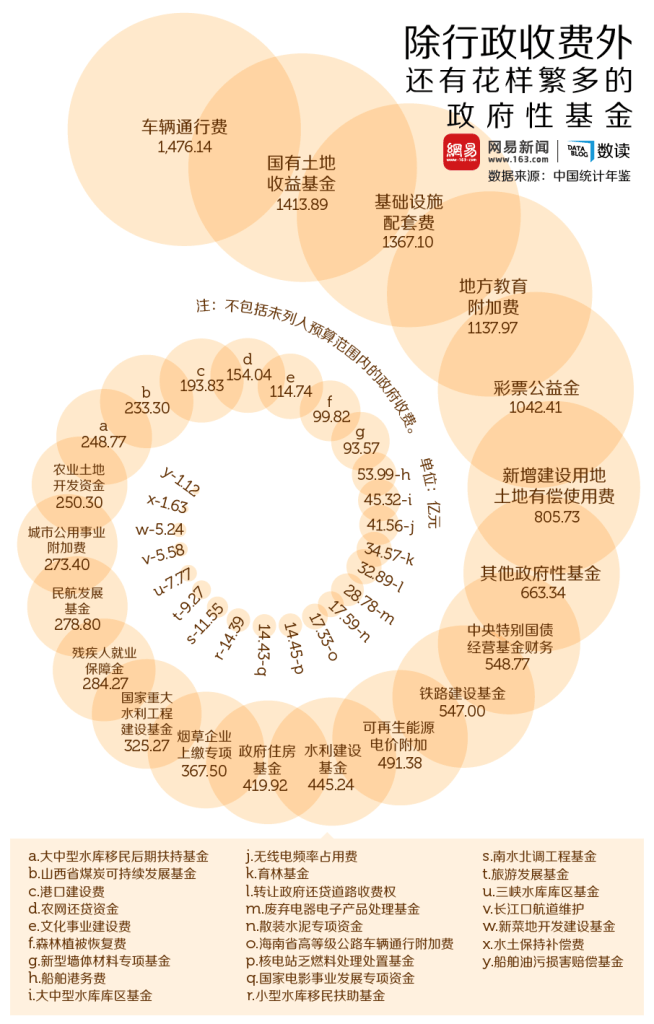 除行政收费外
还有花样繁多的
政府性基金
網易
网易新闻
www.163.com
www.163.com
DATA
BLOG
数读
数据来源：中国统计年鉴
车辆通行费
1,476.14
国有土地
收益基金
1413.89
基础设施
配套费
1367.10
地方教育
附加费
1137.97
彩票公益金
1042.41
新增建设用地
土地有偿使用费
805.73
其他政府性基金
663.34
中央特别国债
经营基金财务
548.77
铁路建设基金
547.00
可再生能源
电价附加
491.38
水利建设
基金
445.24
政府住房
基金
419.92
烟草企业
上缴专项
367.50
国家重大
水利工程
建设基金
325.27
残疾人就业
保障金
284.27
民航发展
基金
278.80
城市公用事业
附加费
273.40
农业土地
开发资金
250.30
a
248.77
b
233.30
c
193.83
d
154.04
e
114.74
f
99.82
g
93.57
53.99-h
45.32-i
41.56-j
34.57-k
32.89-l
28.78-m
17.59-n
17.33-o
14.45-p
14.43-q
r-14.39
s-11.55
t-9.27
u-7.77
v-5.58
w-5.24
x-1.63
y-1.12
注：不包括未列入预算范围内的政府收费。
单位：亿元
a.大中型水库移民后期扶持基金
b.山西省煤炭可持续发展基金
c.港口建设费
d.农网还贷资金
e.文化事业建设费
f.森林植被恢复费
g.新型墙体材料专项基金
h.船舶港务费
i.大中型水库库区基金
j.无线电频率占用费
k.育林基金
l.转让政府还贷道路收费权
m.废弃电器电子产品处理基金
n.散装水泥专项资金
o.海南省高等级公路车辆通行附加费
p.核电站乏燃料处理处置基金
q.国家电影事业发展专项资金
r.小型水库移民扶助基金
s.南水北调工程基金
t.旅游发展基金
u.三峡水库库区基金
v.长江口航道维护
w.新菜地开发建设基金
x.水土保持补偿费
y.船舶油污损害赔偿基金